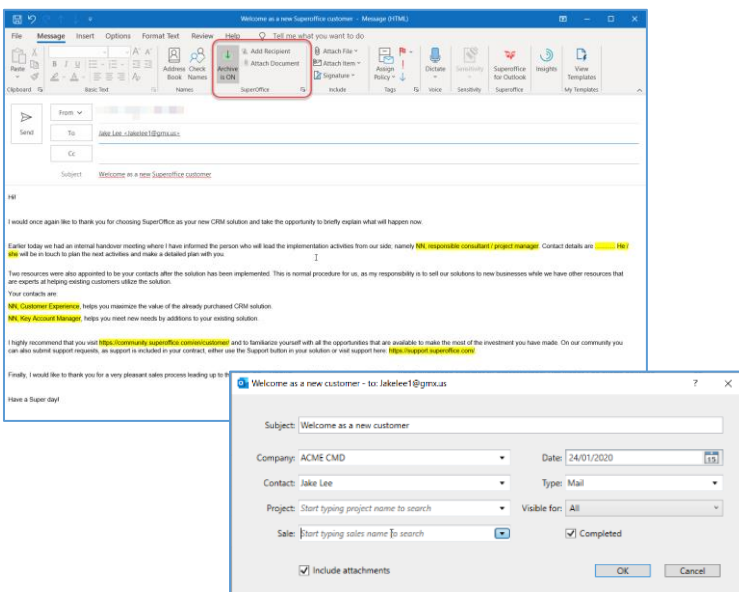 Welcome as a new Superoffice customer - Message (HTML)
File Message Insert Options Format Text Review Help Tell me what you want to do
Paste
Clipboard
Basic Text
Address Book
Check Names
Names
Archive is ON
Add Recipient
Attach Document
SuperOffice
Attach File
Attach Item
Signature
Include
Assign Policy
Tags
Dictate
Voice
Sensitivity
Sensitivity
Superoffice for Outlook
Superoffice
Insights
View Templates
My Templates
Send
From
To Jake Lee <Jakelee1@gmx.us>
Cc
Subject Welcome as a new Superoffice customer
Hi!
I would once again like to thank you for choosing SuperOffice as your new CRM solution and take the opportunity to briefly explain what will happen now.
Earlier today we had an internal handover meeting where I have informed the person who will lead the implementation activities from our side; namely NN, responsible consultant / project manager. Contact details are ............ He /
she will be in touch to plan the next activities and make a detailed plan with you.
Two resources were also appointed to be your contacts after the solution has been implemented. This is normal procedure for us, as my responsibility is to sell our solutions to new businesses while we have other resources that
are experts at helping existing customers utilize the solution.
Your contacts are:
NN, Customer Experience, helps you maximize the value of the already purchased CRM solution.
NN, Key Account Manager, helps you meet new needs by additions to your existing solution.
I highly recommend that you visit https://community.superoffice.com/en/customer/ and to familiarize yourself with all the opportunities that are available to make the most of the investment you have made. On our community you
can also submit support requests, as support is included in your contract, either use the Support button in your solution or visit support here: https://support.superoffice.com/
Finally, I would like to thank you for a very pleasant sales process leading up to th
Have a Super day!
Welcome as a new customer - to: Jakelee1@gmx.us
Subject: Welcome as a new customer
Company: ACME CMD Date: 24/01/2020 15
Contact: Jake Lee Type: Mail
Project: Start typing project name to search Visible for: All
Sale: Start typing sales name to search Completed
Include attachments OK Cancel